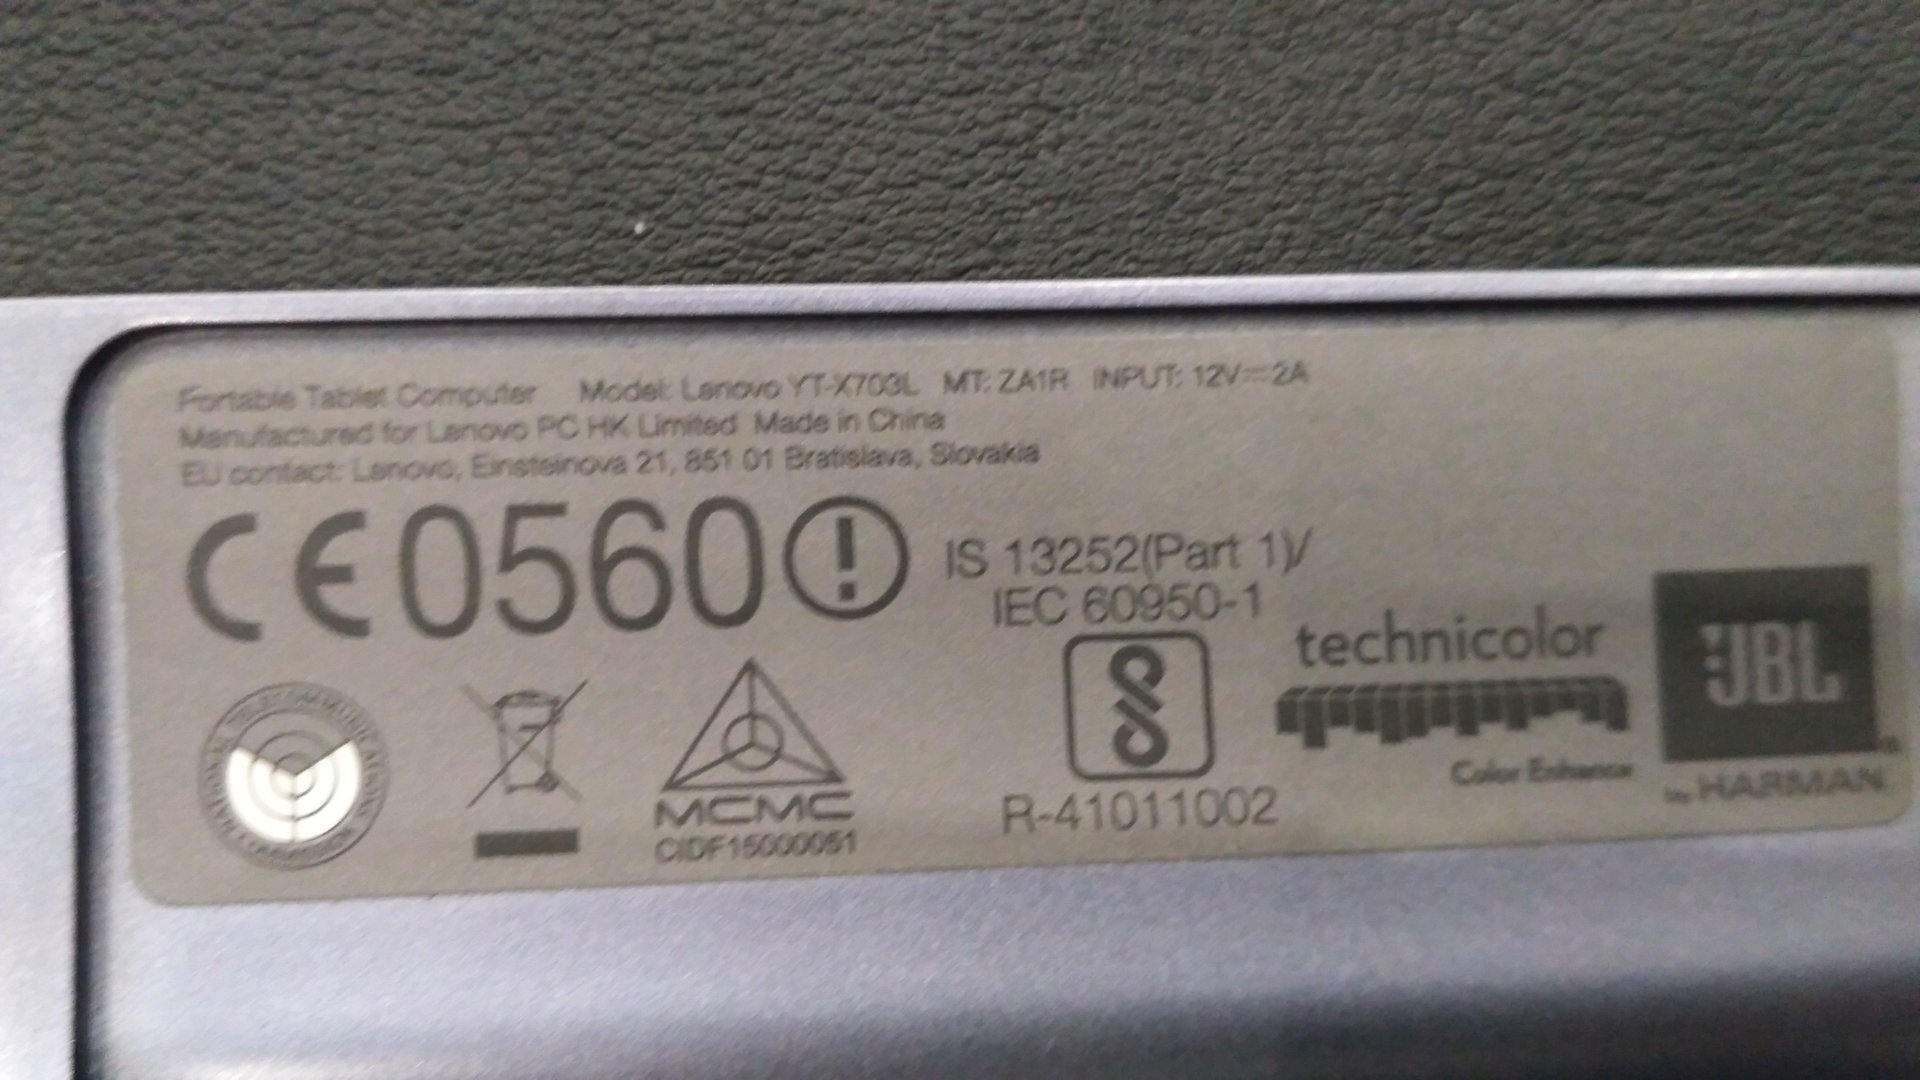 Portable Tablet Computer Model: Lenovo YT-X703L MT: ZA1R INPUT: 12V⎓2A
Manufactured for Lenovo PC HK Limited Made in China
EU contact: Lenovo, Einsteinova 21, 851 01 Bratislava, Slovakia
CE0560
IS 13252(Part 1)/
IEC 60950-1
R-41011002
TELECOMMUNICATIONS
COMMISSION
MCMC
CIDF15000051
technicolor
Color Enhance
JBL
by HARMAN